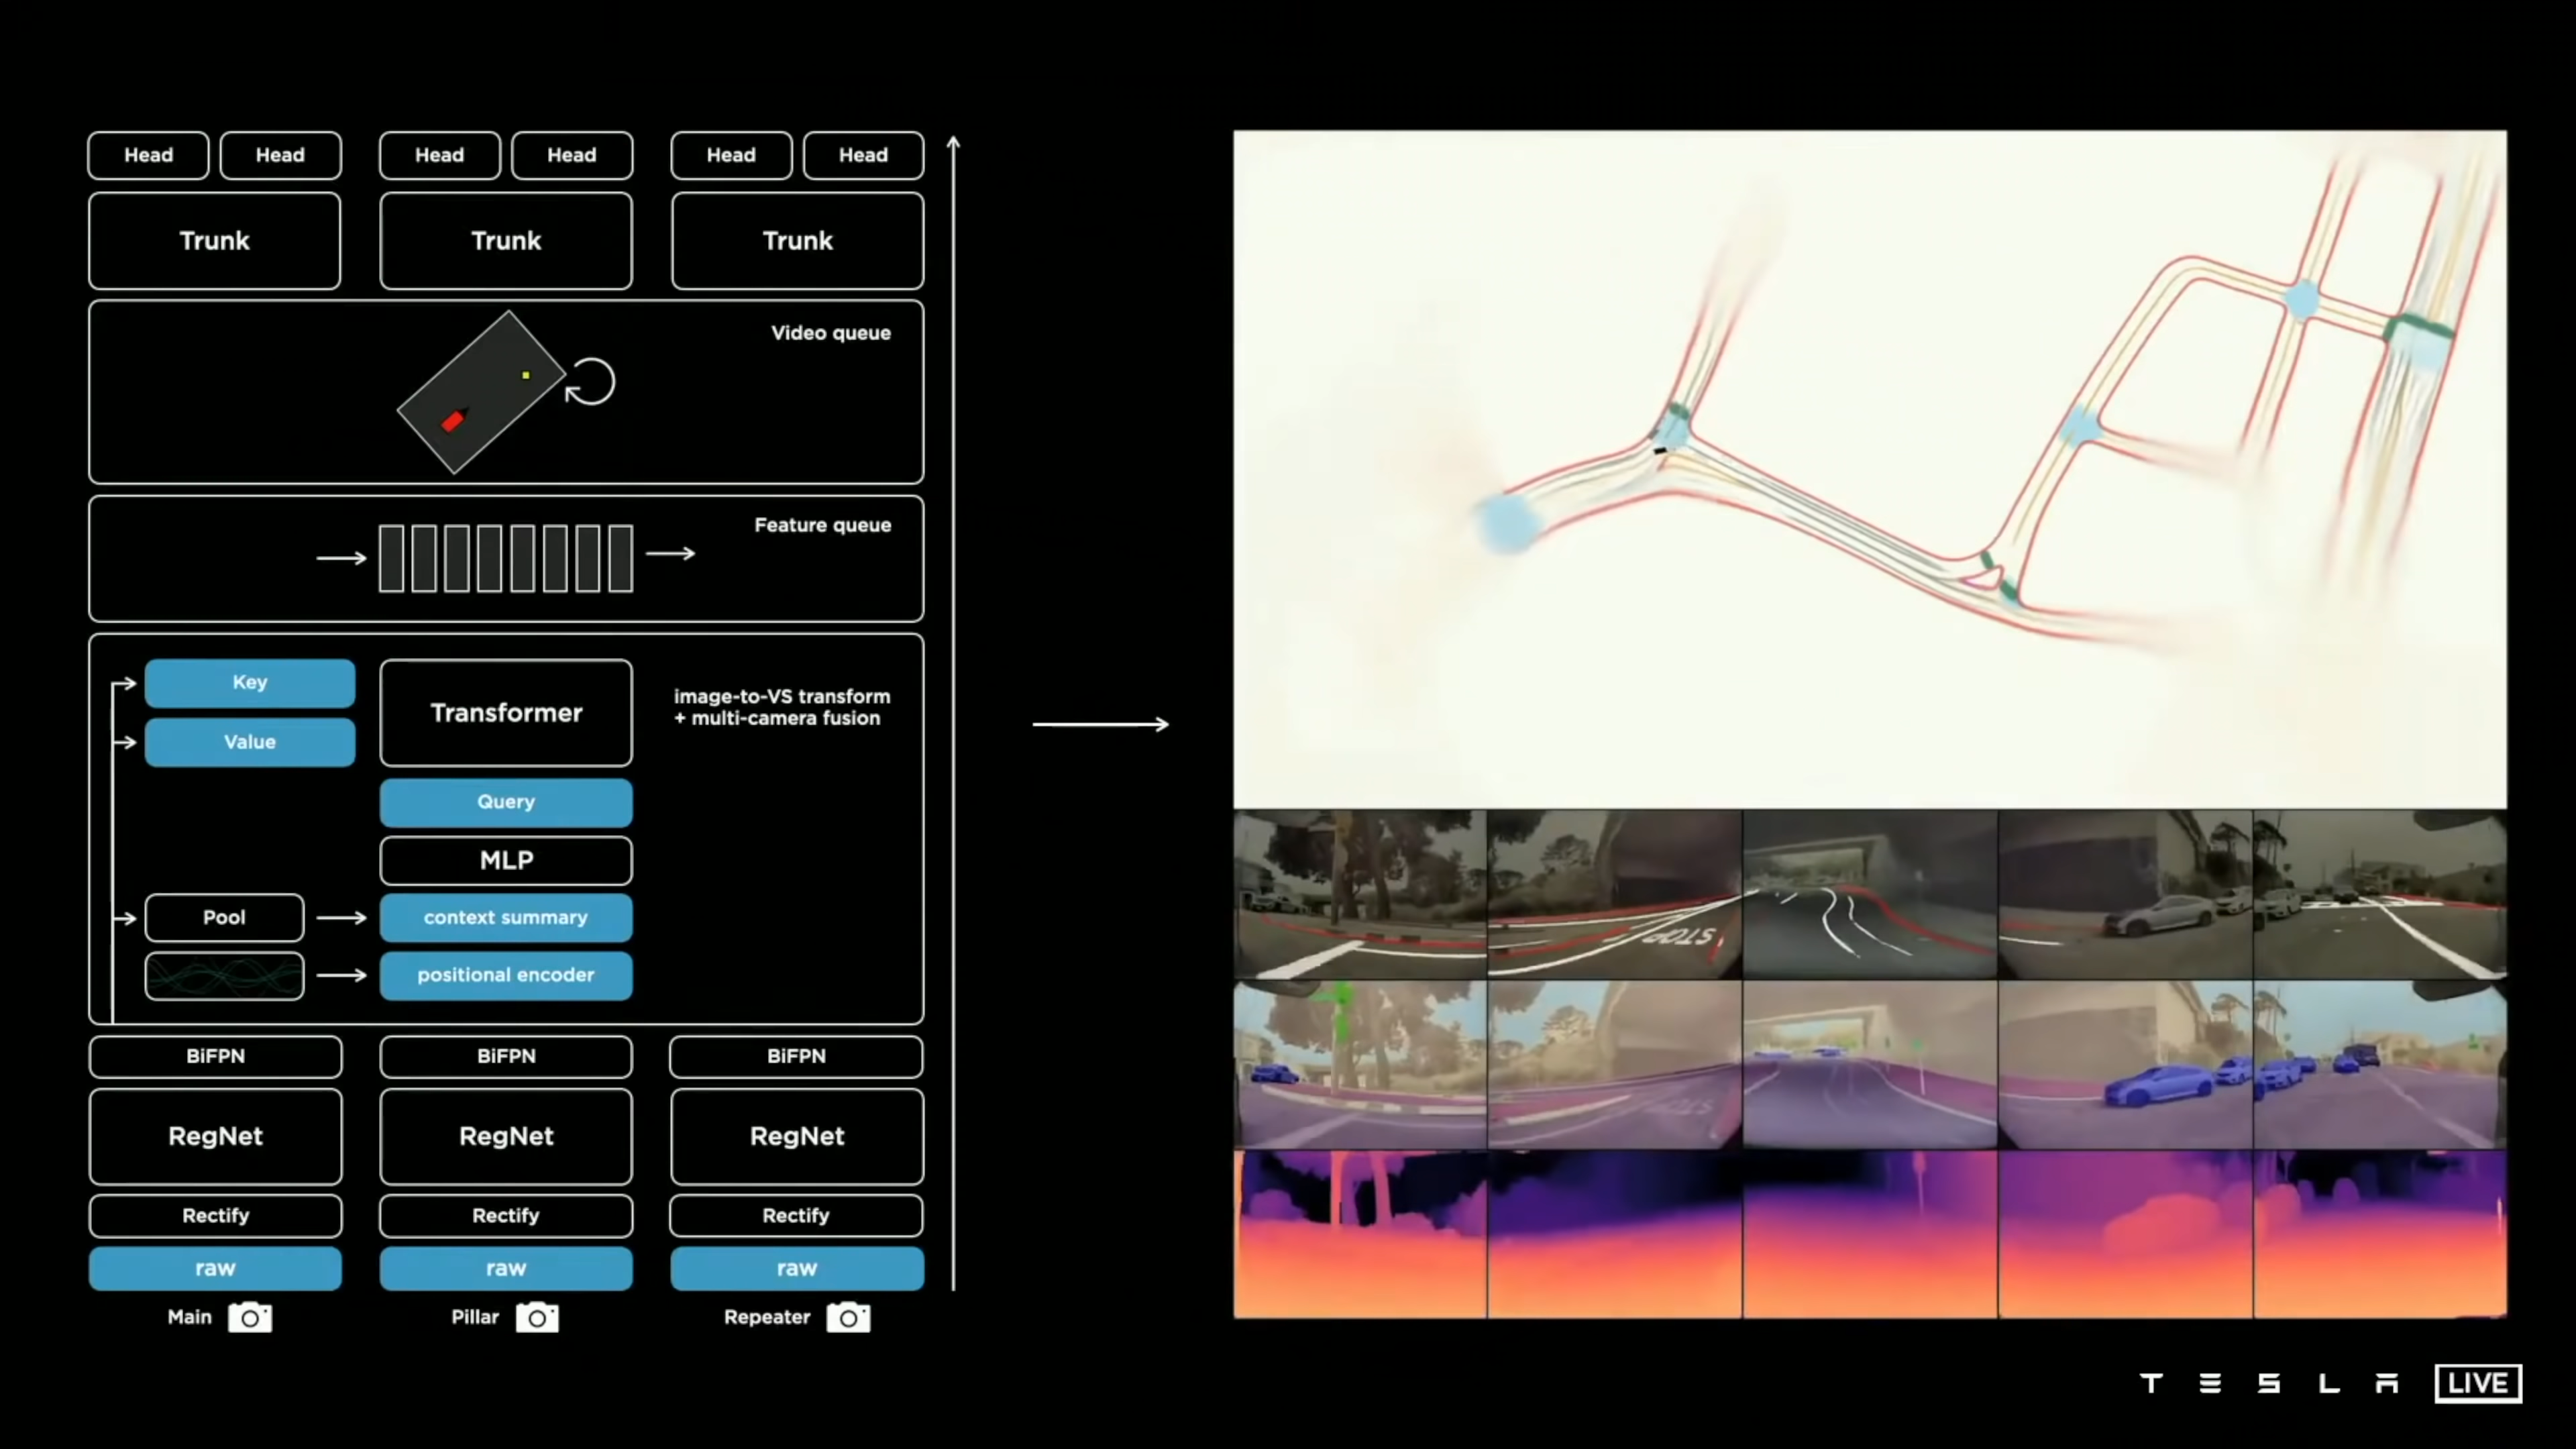 Head Head Head Head Head Head
Trunk Trunk Trunk
Video queue
Feature queue
Key
Value
Transformer
image-to-VS transform
+ multi-camera fusion
Query
MLP
Pool
context summary
positional encoder
BiFPN BiFPN BiFPN
RegNet RegNet RegNet
Rectify Rectify Rectify
raw raw raw
Main Pillar Repeater
STOP
TESLA LIVE